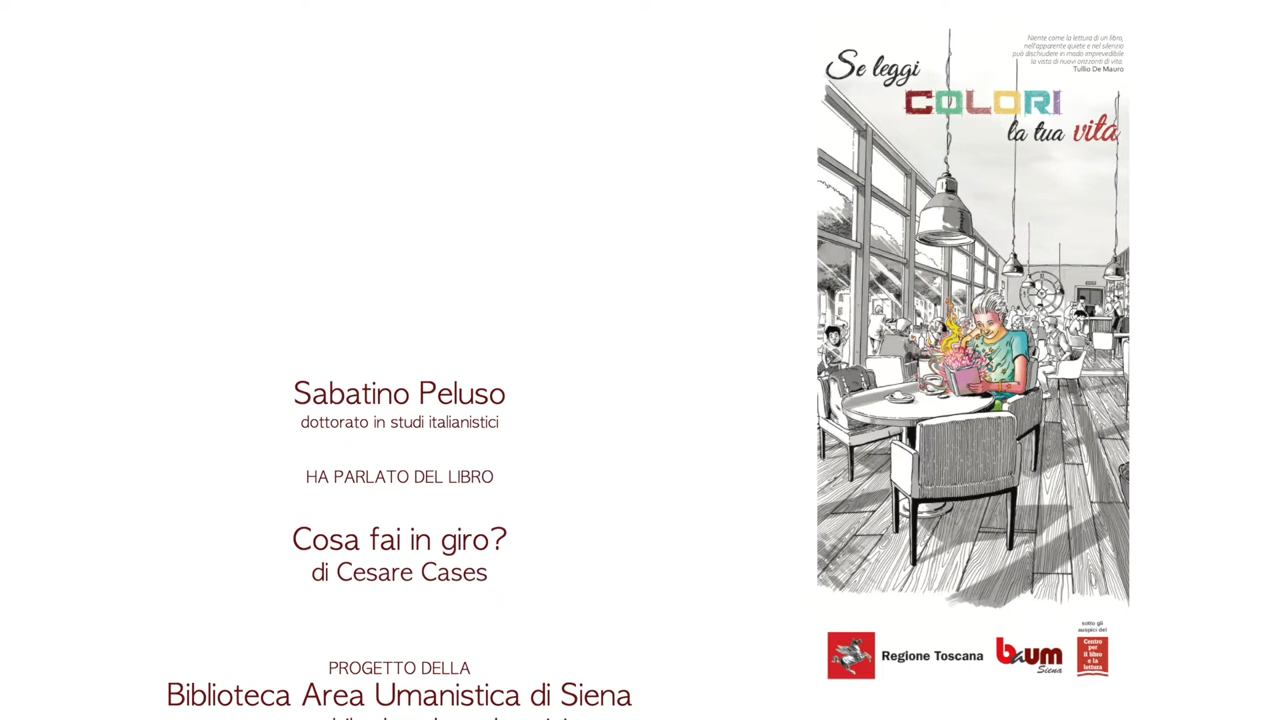 Sabatino Peluso
dottorato in studi italianistici
HA PARLATO DEL LIBRO
Cosa fai in giro?
di Cesare Cases
PROGETTO DELLA
Biblioteca Area Umanistica di Siena
Niente come la lettura di un libro,
nell'apparente quiete e nel silenzio
può dischiudere in modo imprevedibile
la vista di nuovi orizzonti di vita.
Tullio De Mauro
Se leggi
COLORI
la tua vita
Regione Toscana
baUM
Siena
sotto gli
auspici del
Centro
per
il libro
e la
lettura